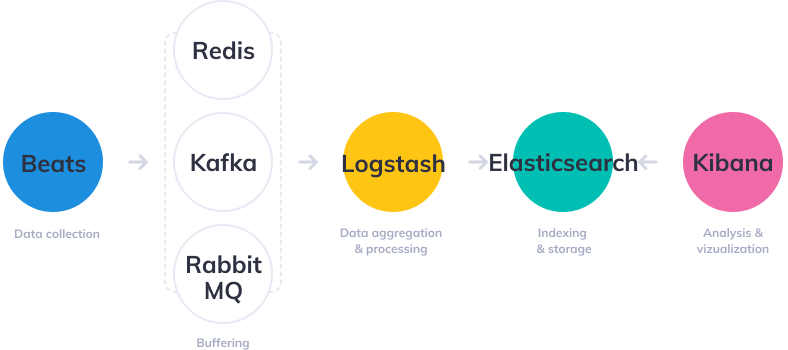 Redis
Beats
Kafka
Logstash
Elasticsearch
Kibana
Data collection
Data aggregation
& processing
Indexing
& storage
Analysis &
vizualization
Rabbit
MQ
Buffering